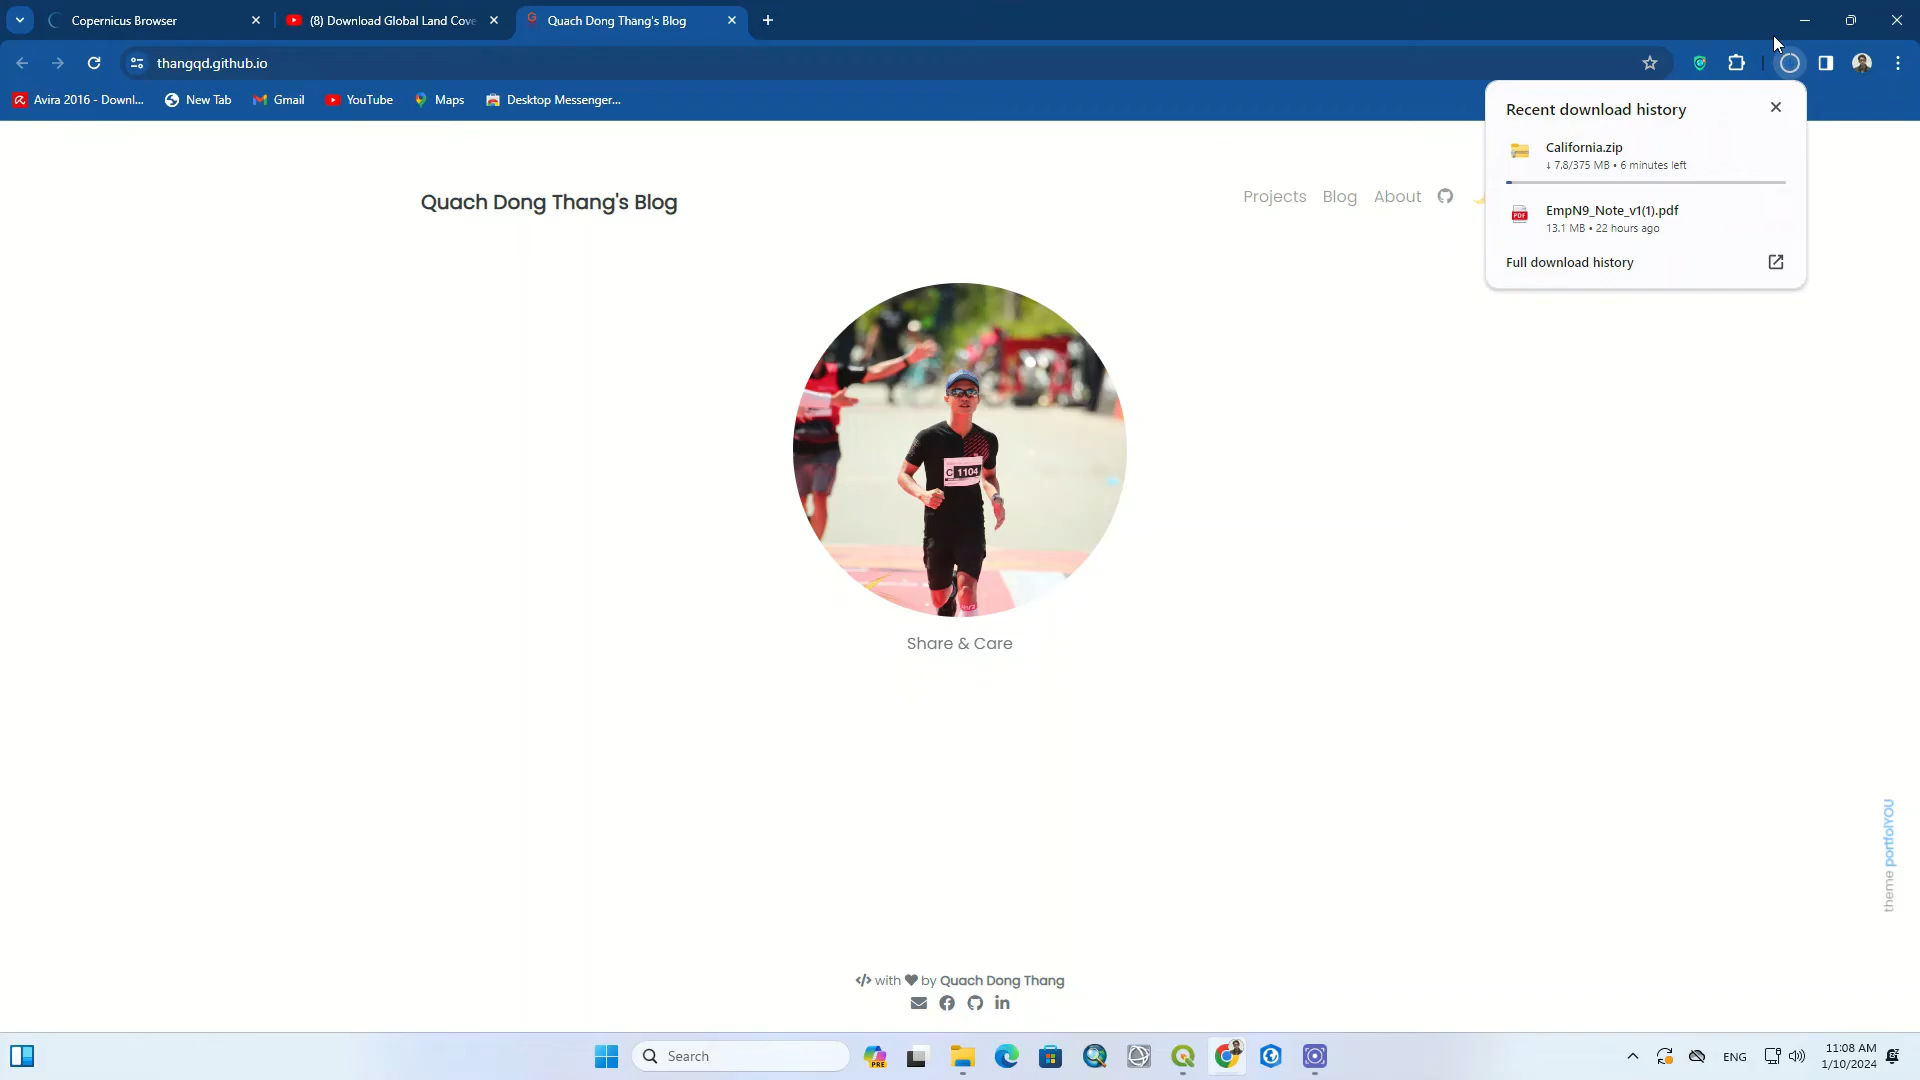 Copernicus Browser
(8) Download Global Land Cove
Quach Dong Thang's Blog
thangqd.github.io
Avira 2016 - Downl...
New Tab
Gmail
YouTube
Maps
Desktop Messenger...
Recent download history
California.zip
↓ 7.8/375 MB • 6 minutes left
EmpN9_Note_v1(1).pdf
13.1 MB • 22 hours ago
Full download history
Quach Dong Thang's Blog
Projects
Blog
About
C 1104
Share & Care
theme portfolYOU
</> with ♥ by Quach Dong Thang
Search
PRE
ENG
11:08 AM
1/10/2024